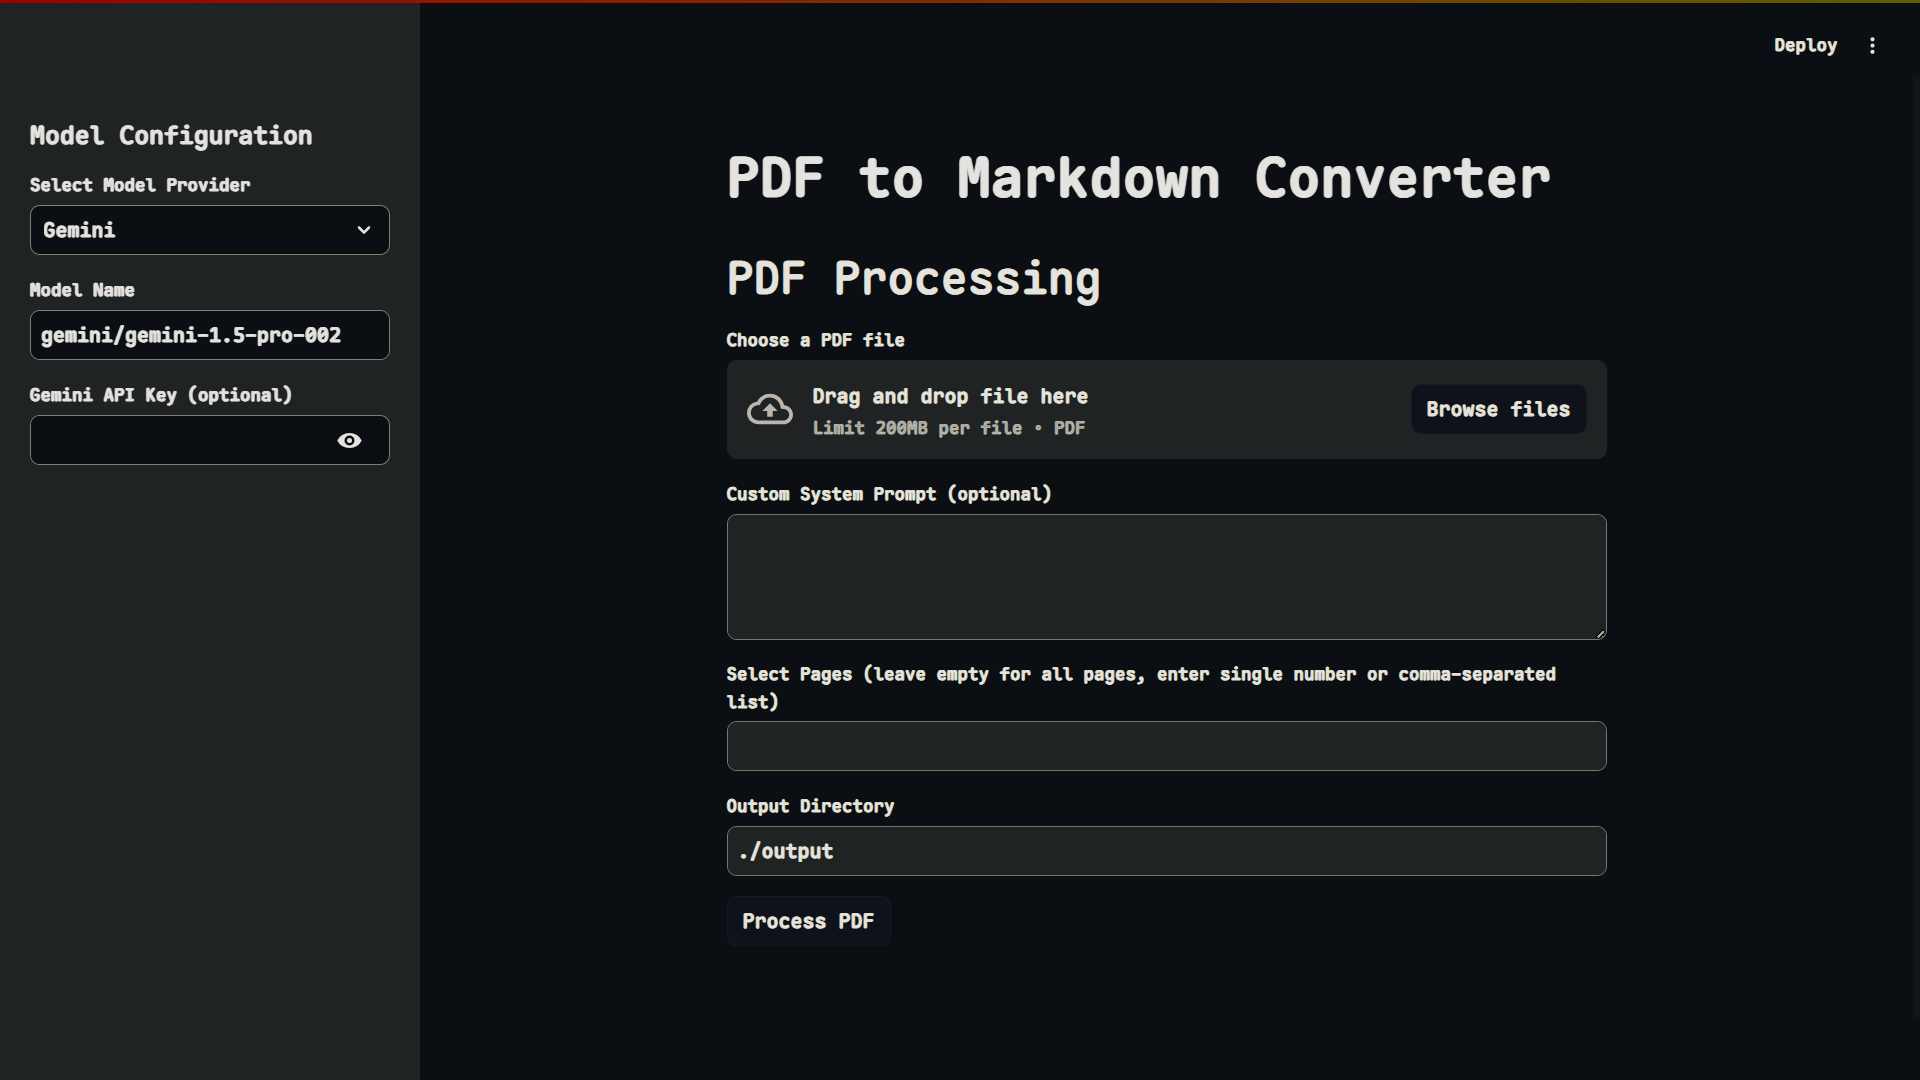 Deploy
Model Configuration
Select Model Provider
Gemini
Model Name
gemini/gemini-1.5-pro-002
Gemini API Key (optional)
PDF to Markdown Converter
PDF Processing
Choose a PDF file
Drag and drop file here
Limit 200MB per file • PDF
Browse files
Custom System Prompt (optional)
Select Pages (leave empty for all pages, enter single number or comma-separated
list)
Output Directory
./output
Process PDF